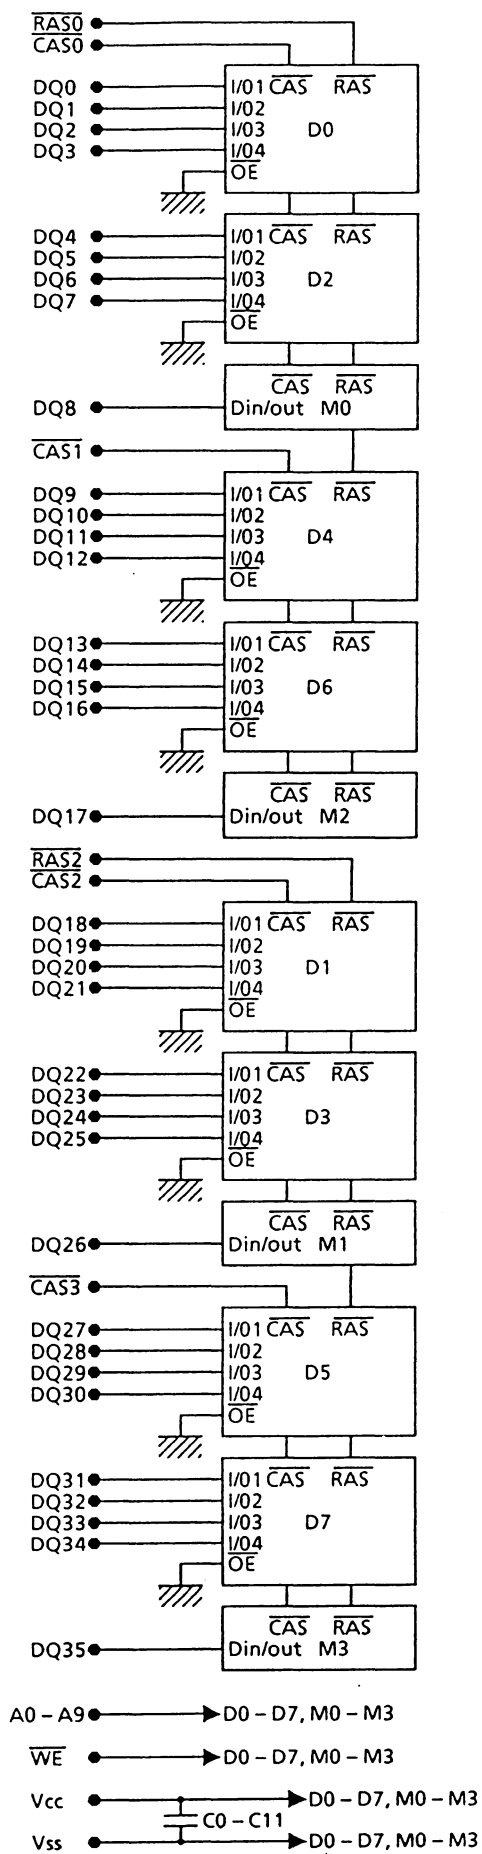 RAS0
CAS0
DQ0 I/01 CAS RAS
DQ1 I/02
DQ2 I/03 D0
DQ3 I/04
OE
DQ4 I/01 CAS RAS
DQ5 I/02
DQ6 I/03 D2
DQ7 I/04
OE
CAS RAS
DQ8 Din/out M0
CAS1
DQ9 I/01 CAS RAS
DQ10 I/02
DQ11 I/03 D4
DQ12 I/04
OE
DQ13 I/01 CAS RAS
DQ14 I/02
DQ15 I/03 D6
DQ16 I/04
OE
CAS RAS
DQ17 Din/out M2
RAS2
CAS2
DQ18 I/01 CAS RAS
DQ19 I/02
DQ20 I/03 D1
DQ21 I/04
OE
DQ22 I/01 CAS RAS
DQ23 I/02
DQ24 I/03 D3
DQ25 I/04
OE
CAS RAS
DQ26 Din/out M1
CAS3
DQ27 I/01 CAS RAS
DQ28 I/02
DQ29 I/03 D5
DQ30 I/04
OE
DQ31 I/01 CAS RAS
DQ32 I/02
DQ33 I/03 D7
DQ34 I/04
OE
CAS RAS
DQ35 Din/out M3
A0 – A9 D0 – D7, M0 – M3
WE D0 – D7, M0 – M3
Vcc D0 – D7, M0 – M3
C0 – C11
Vss D0 – D7, M0 – M3